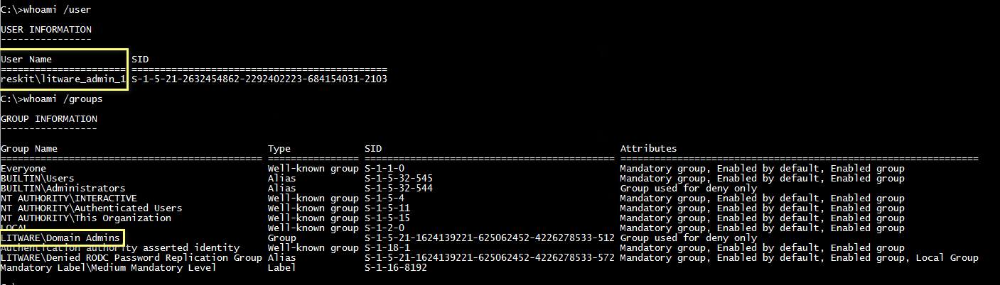 C:\>whoami /user
USER INFORMATION
----------------
User Name SID
====================== =============================================
reskit\litware_admin_1 S-1-5-21-2632454862-2292402223-684154031-2103
C:\>whoami /groups
GROUP INFORMATION
-----------------
Group Name Type SID Attributes
============================================== ================ ============================================ ===============================================================
Everyone Well-known group S-1-1-0 Mandatory group, Enabled by default, Enabled group
BUILTIN\Users Alias S-1-5-32-545 Mandatory group, Enabled by default, Enabled group
BUILTIN\Administrators Alias S-1-5-32-544 Group used for deny only
NT AUTHORITY\INTERACTIVE Well-known group S-1-5-4 Mandatory group, Enabled by default, Enabled group
NT AUTHORITY\Authenticated Users Well-known group S-1-5-11 Mandatory group, Enabled by default, Enabled group
NT AUTHORITY\This Organization Well-known group S-1-5-15 Mandatory group, Enabled by default, Enabled group
LOCAL Well-known group S-1-2-0 Mandatory group, Enabled by default, Enabled group
LITWARE\Domain Admins Group S-1-5-21-1624139221-625062452-4226278533-512 Group used for deny only
Authentication authority asserted identity Well-known group S-1-18-1 Mandatory group, Enabled by default, Enabled group
LITWARE\Denied RODC Password Replication Group Alias S-1-5-21-1624139221-625062452-4226278533-572 Mandatory group, Enabled by default, Enabled group, Local Group
Mandatory Label\Medium Mandatory Level Label S-1-16-8192